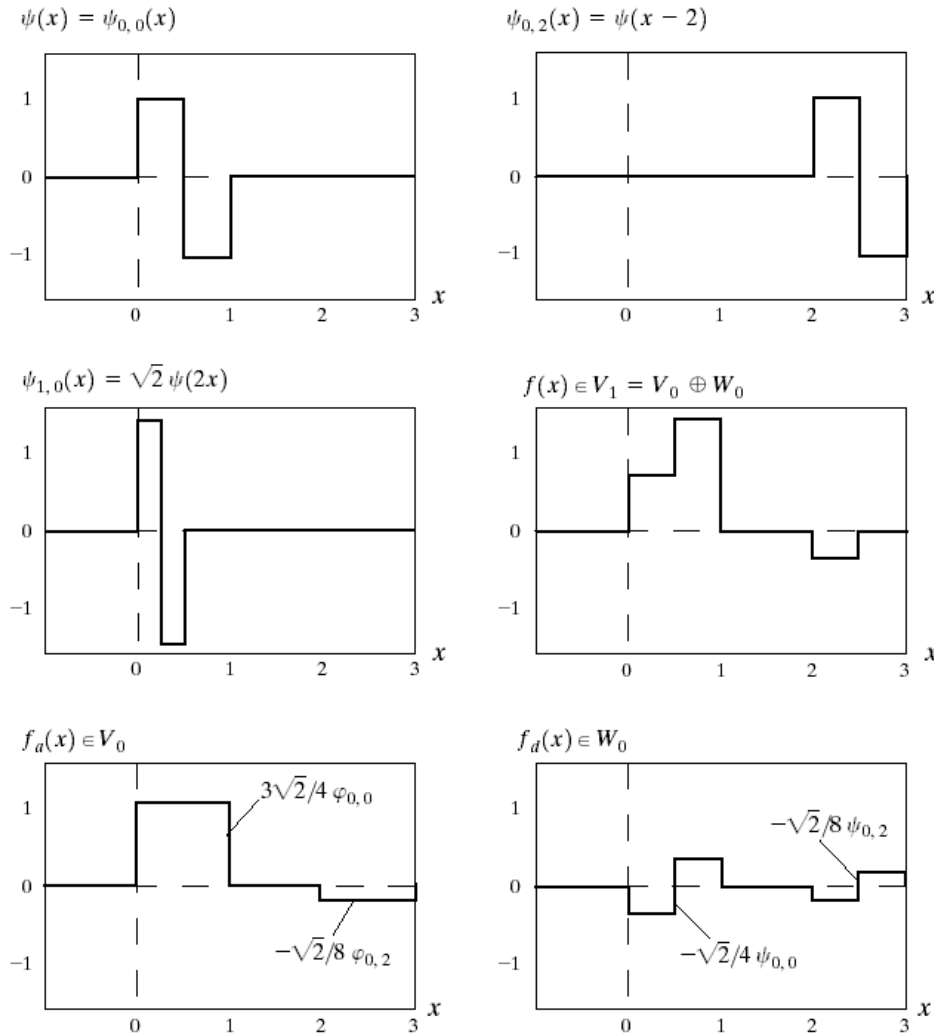 ψ(x) = ψ₀,₀(x)
ψ₀,₂(x) = ψ(x − 2)
1
0
−1
0 1 2 3
x
1
0
−1
0 1 2 3
x
ψ₁,₀(x) = √2 ψ(2x)
f(x) ∈ V₁ = V₀ ⊕ W₀
1
0
−1
0 1 2 3
x
1
0
−1
0 1 2 3
x
fₐ(x) ∈ V₀
f_d(x) ∈ W₀
1
0
−1
3√2/4 φ₀,₀
−√2/8 φ₀,₂
0 1 2 3
x
1
0
−1
−√2/8 ψ₀,₂
−√2/4 ψ₀,₀
0 1 2 3
x